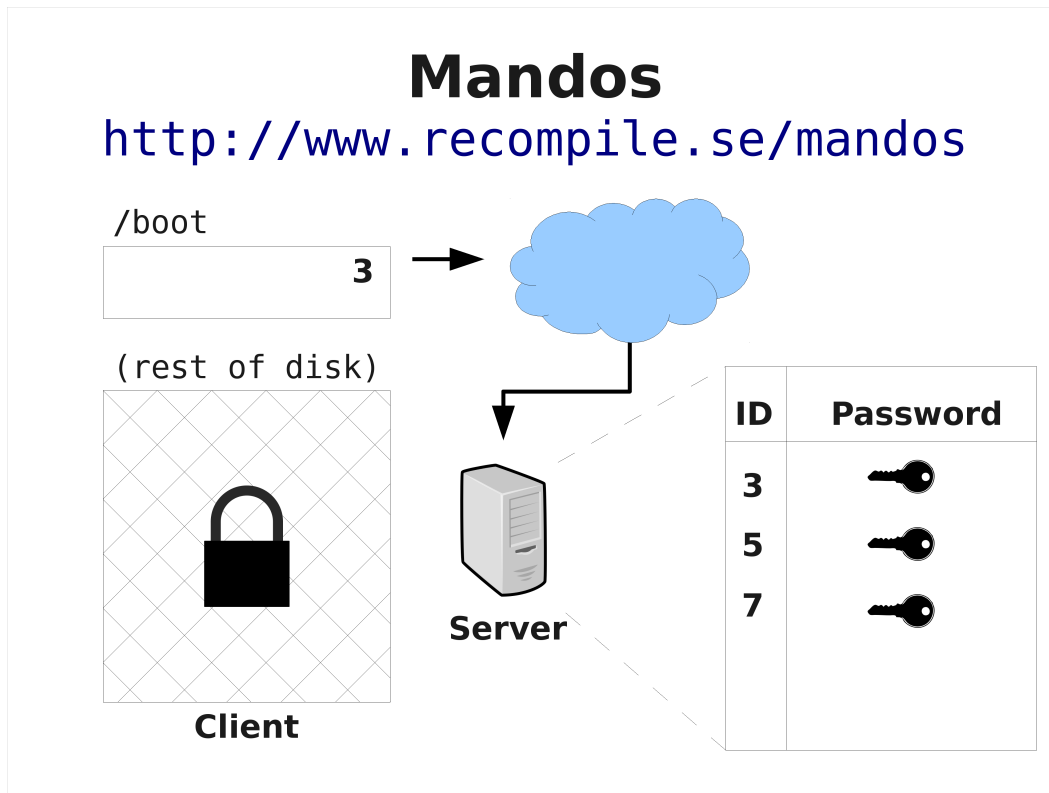 Mandos
http://www.recompile.se/mandos
/boot
3
(rest of disk)
Client
Server
ID Password
3
5
7